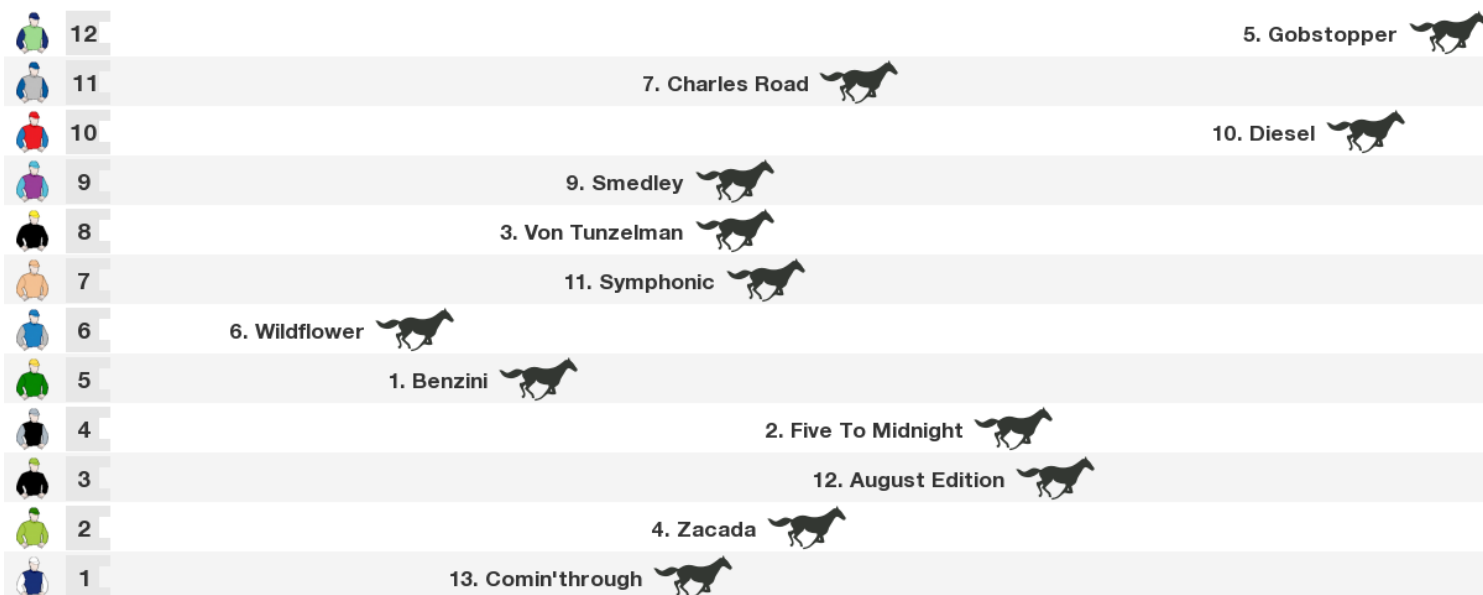 12 5. Gobstopper
11 7. Charles Road
10 10. Diesel
9 9. Smedley
8 3. Von Tunzelman
7 11. Symphonic
6 6. Wildflower
5 1. Benzini
4 2. Five To Midnight
3 12. August Edition
2 4. Zacada
1 13. Comin'through